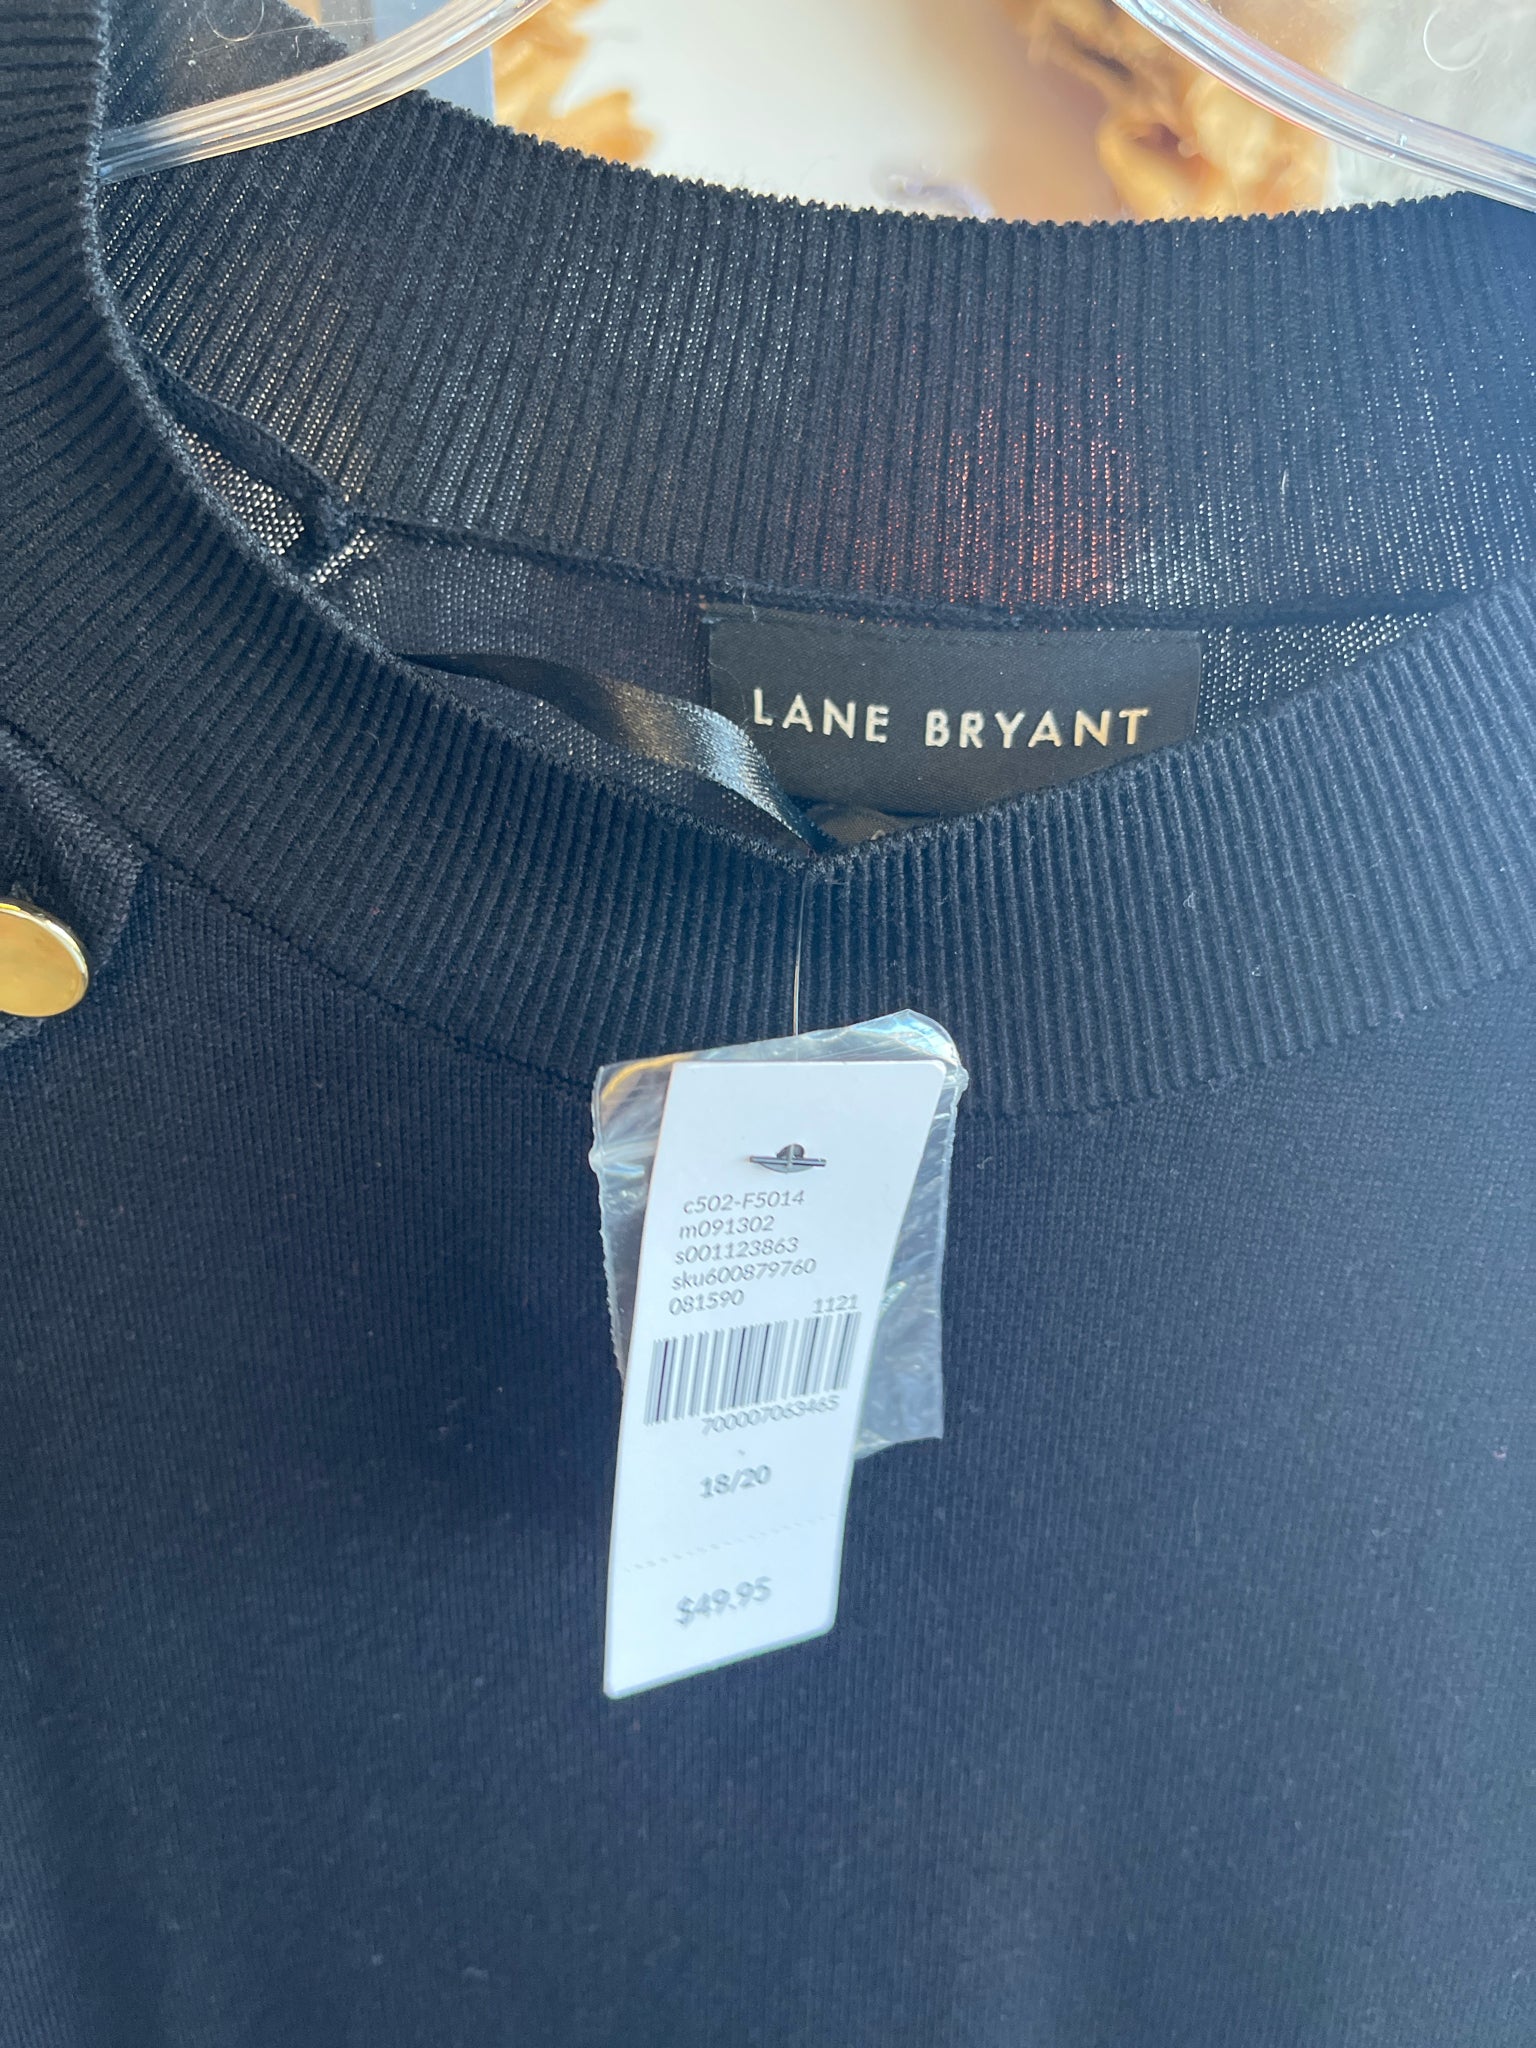 LANE BRYANT
c502-F5014
m091302
s001123863
sku600879760
081590 1121
700007063465
18/20
$49.95